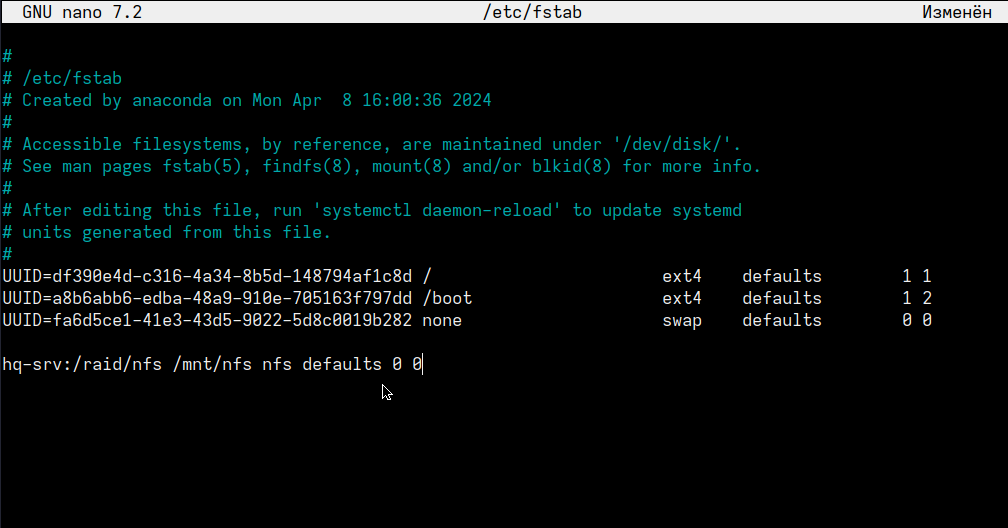 GNU nano 7.2 /etc/fstab Изменён
#
# /etc/fstab
# Created by anaconda on Mon Apr  8 16:00:36 2024
#
# Accessible filesystems, by reference, are maintained under '/dev/disk/'.
# See man pages fstab(5), findfs(8), mount(8) and/or blkid(8) for more info.
#
# After editing this file, run 'systemctl daemon-reload' to update systemd
# units generated from this file.
#
UUID=df390e4d-c316-4a34-8b5d-148794af1c8d /                       ext4    defaults        1 1
UUID=a8b6abb6-edba-48a9-910e-705163f797dd /boot                   ext4    defaults        1 2
UUID=fa6d5ce1-41e3-43d5-9022-5d8c0019b282 none                    swap    defaults        0 0
hq-srv:/raid/nfs /mnt/nfs nfs defaults 0 0